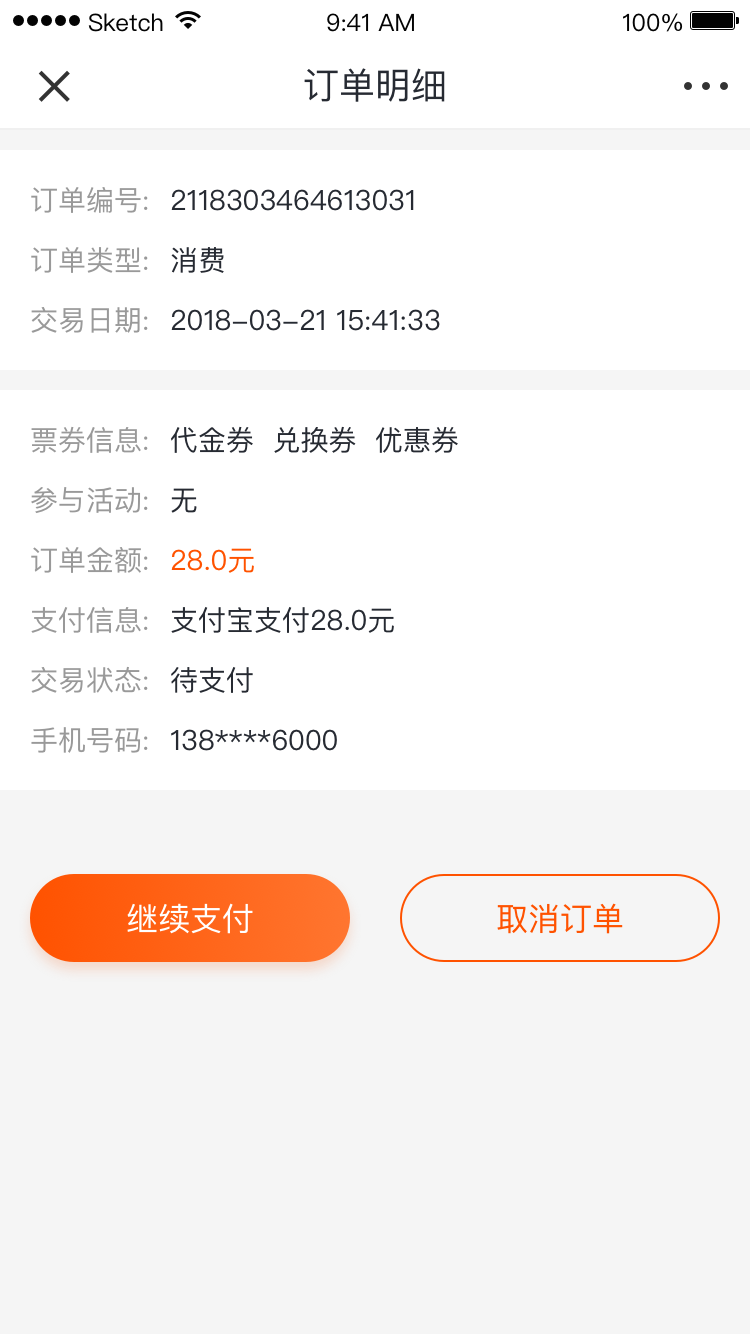 ●●●●● Sketch 9:41 AM 100%
订单明细
订单编号: 2118303464613031
订单类型: 消费
交易日期: 2018-03-21 15:41:33
票券信息: 代金券 兑换券 优惠券
参与活动: 无
订单金额: 28.0元
支付信息: 支付宝支付28.0元
交易状态: 待支付
手机号码: 138****6000
继续支付 取消订单